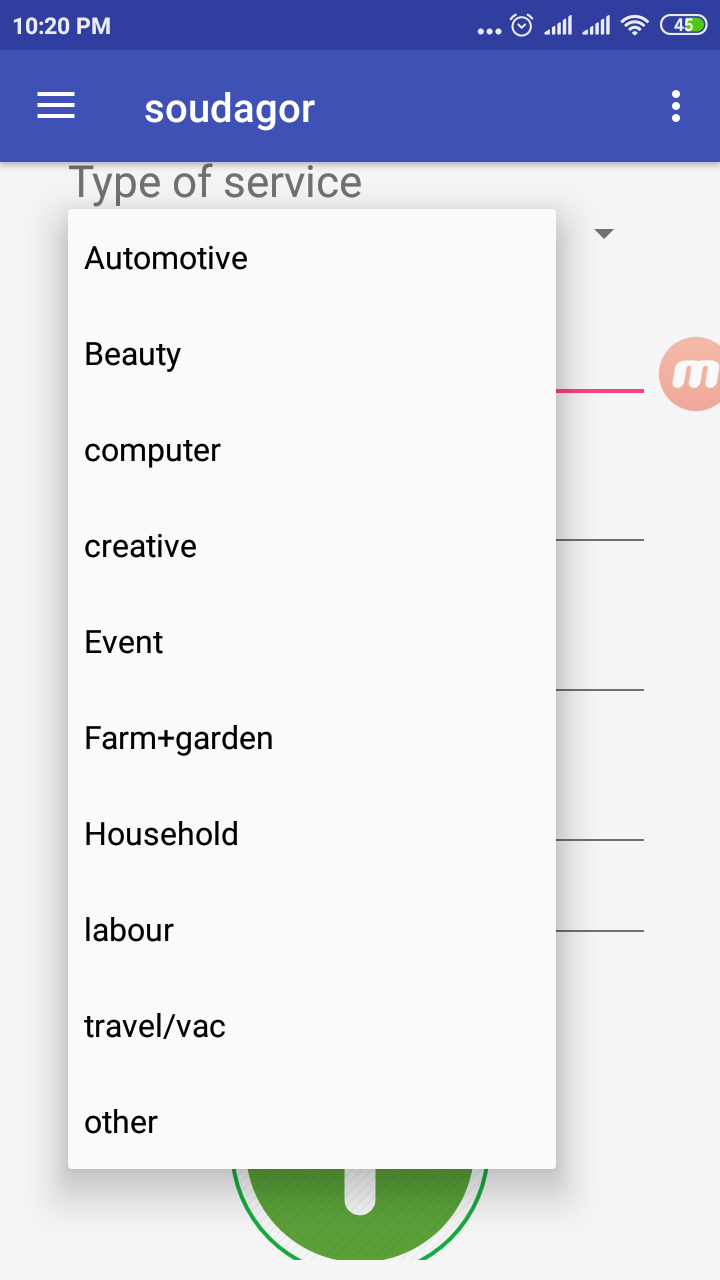 10:20 PM
45
soudagor
Type of service
Automotive
Beauty
computer
creative
Event
Farm+garden
Household
labour
travel/vac
other